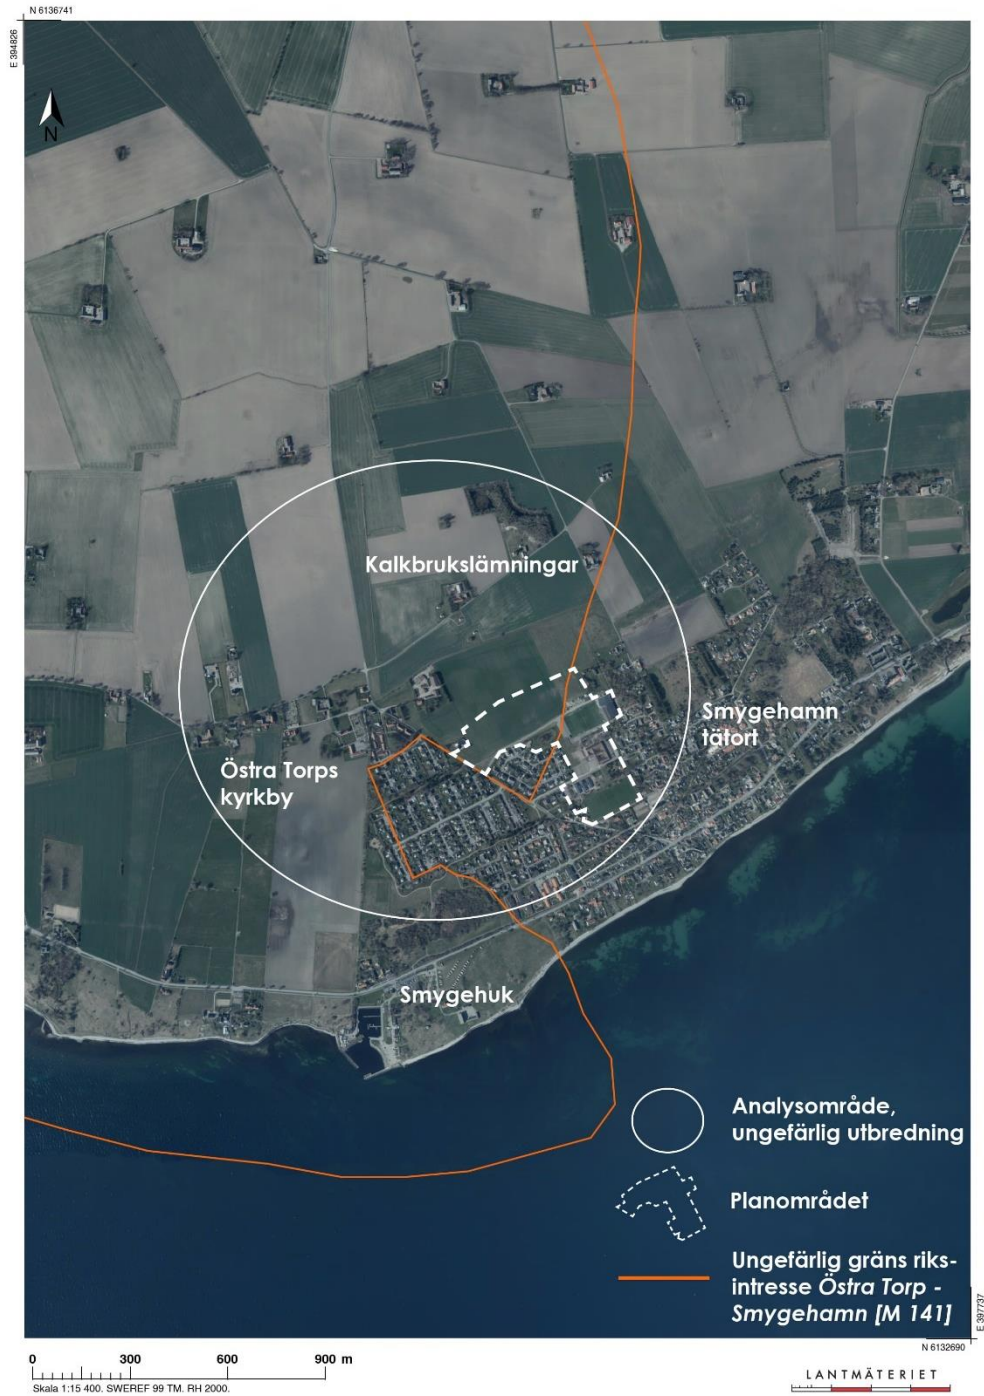 N 6136741
E 394826
N
Kalkbrukslämningar
Smygehamn
tätort
Östra Torps
kyrkby
Smygehuk
Analysområde,
ungefärlig utbredning
Planområdet
Ungefärlig gräns riks-
intresse Östra Torp -
Smygehamn [M 141]
E 397737
N 6132690
0 300 600 900 m
Skala 1:15 400. SWEREF 99 TM. RH 2000.
LANTMÄTERIET